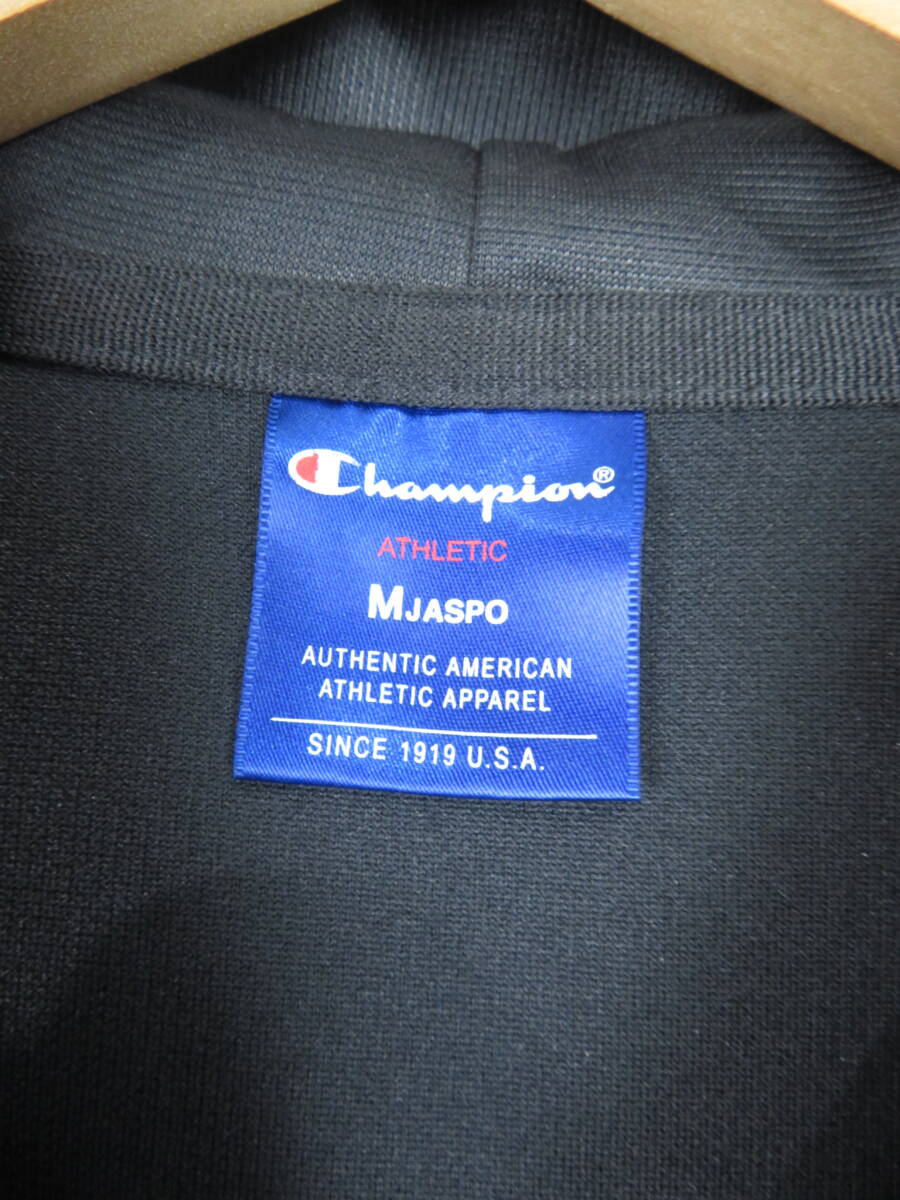 Champion®
ATHLETIC
MJASPO
AUTHENTIC AMERICAN
ATHLETIC APPAREL
SINCE 1919 U.S.A.